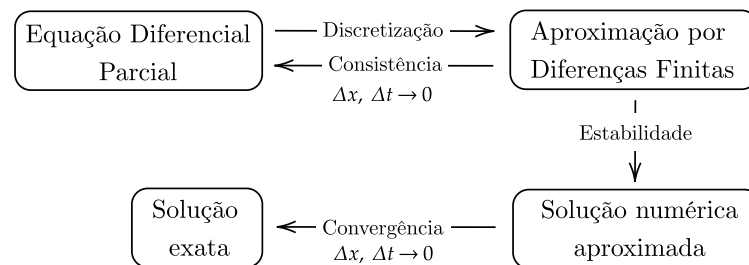 Equação Diferencial
Parcial
Discretização
Consistência
Δx, Δt → 0
Aproximação por
Diferenças Finitas
Estabilidade
Solução numérica
aproximada
Convergência
Δx, Δt → 0
Solução
exata